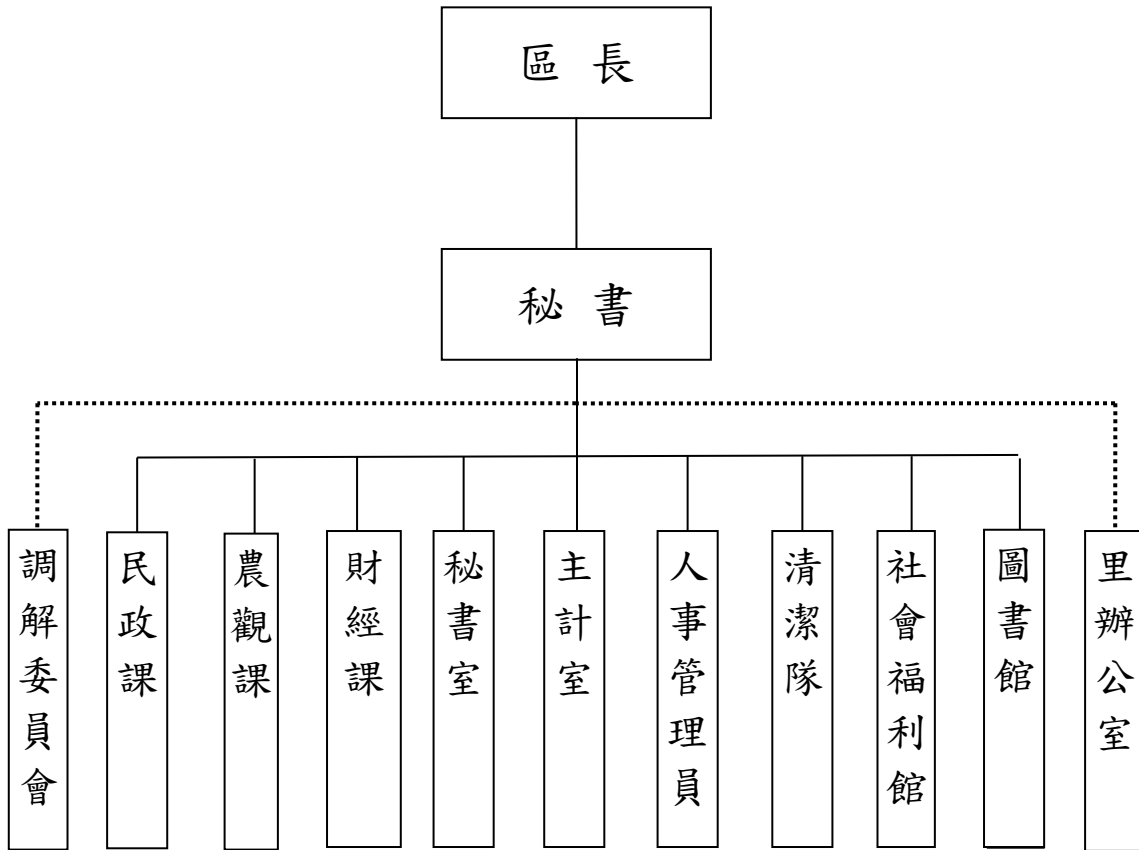 區長
秘書
調解委員會
民政課
農觀課
財經課
秘書室
主計室
人事管理員
清潔隊
社會福利館
圖書館
里辦公室